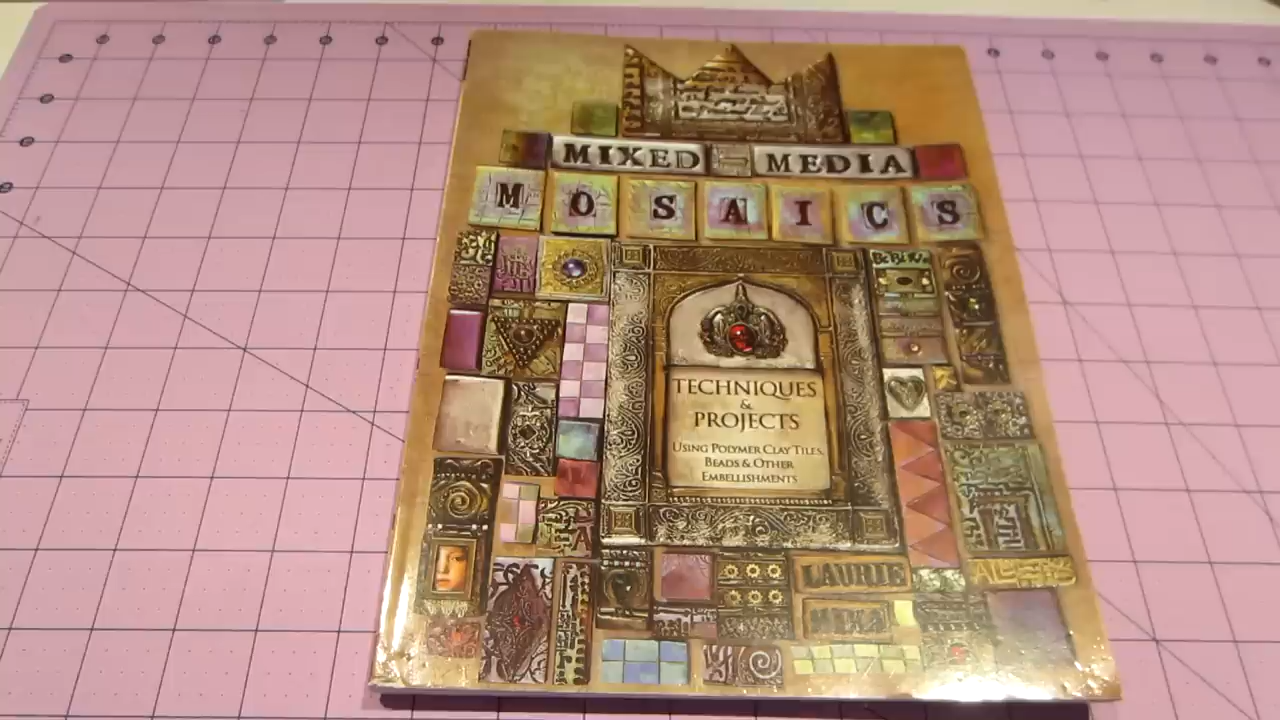 MIXED MEDIA
MOSAICS
TECHNIQUES
&
PROJECTS
USING POLYMER CLAY TILES,
BEADS & OTHER
EMBELLISHMENTS
LAURIE
MIKA